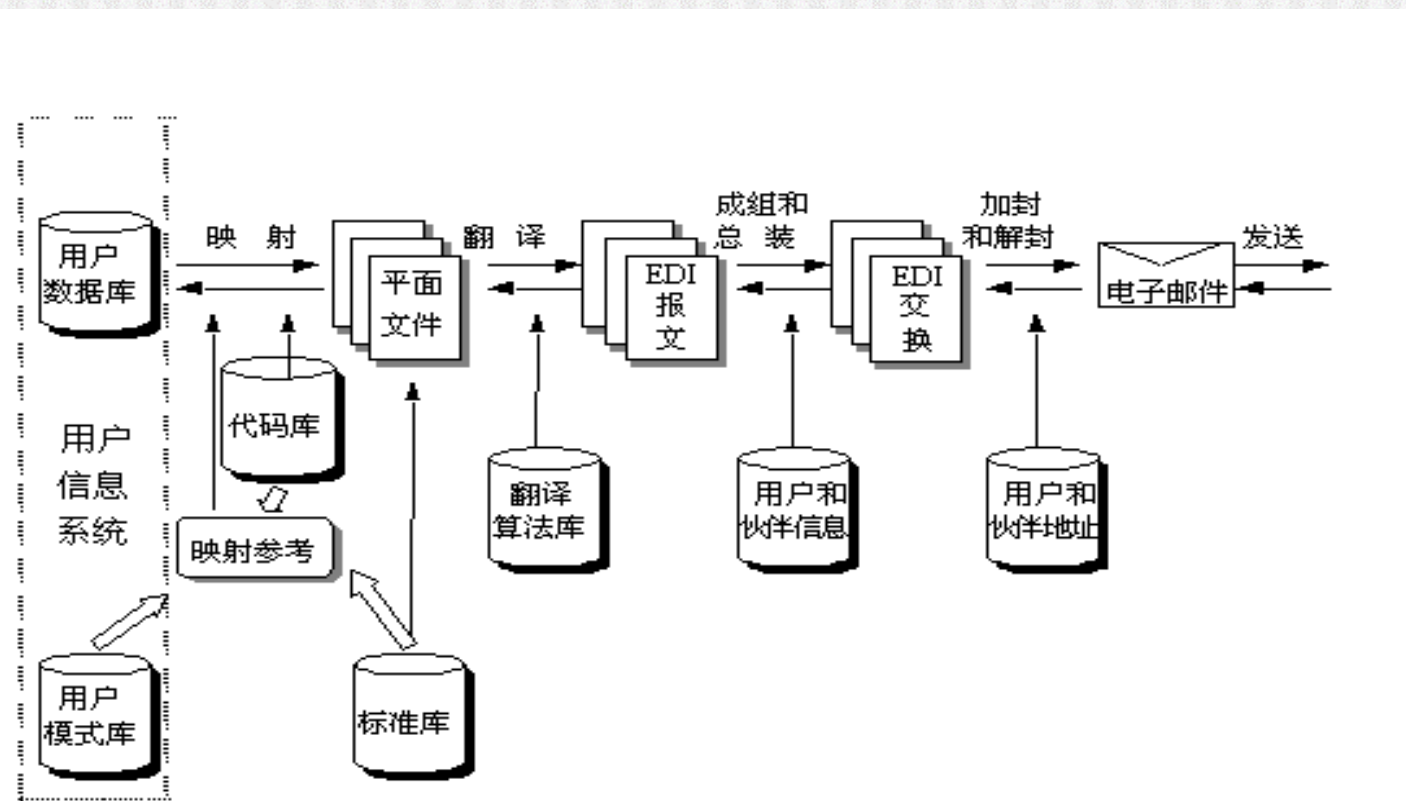 成组和
总 装
加封
和解封
映 射
翻 译
发送
用户
数据库
平面
文件
EDI
报
文
EDI
交
换
电子邮件
代码库
用户
信息
系统
映射参考
翻译
算法库
用户和
伙伴信息
用户和
伙伴地址
用户
模式库
标准库